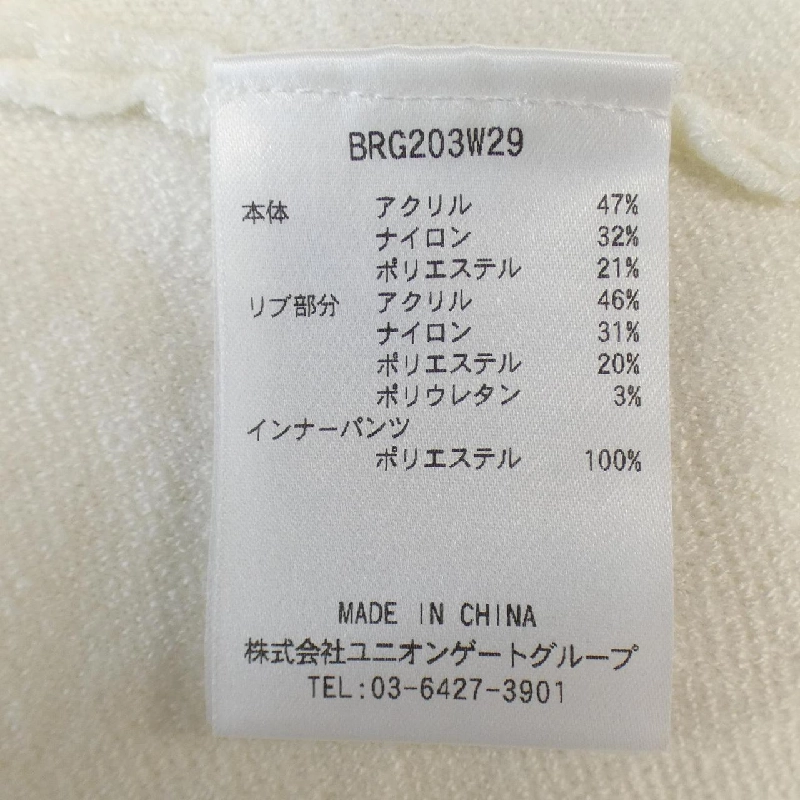 BRG203W29
本体 アクリル 47%
ナイロン 32%
ポリエステル 21%
リブ部分 アクリル 46%
ナイロン 31%
ポリエステル 20%
ポリウレタン 3%
インナーパンツ
ポリエステル 100%
MADE IN CHINA
株式会社ユニオンゲートグループ
TEL:03-6427-3901